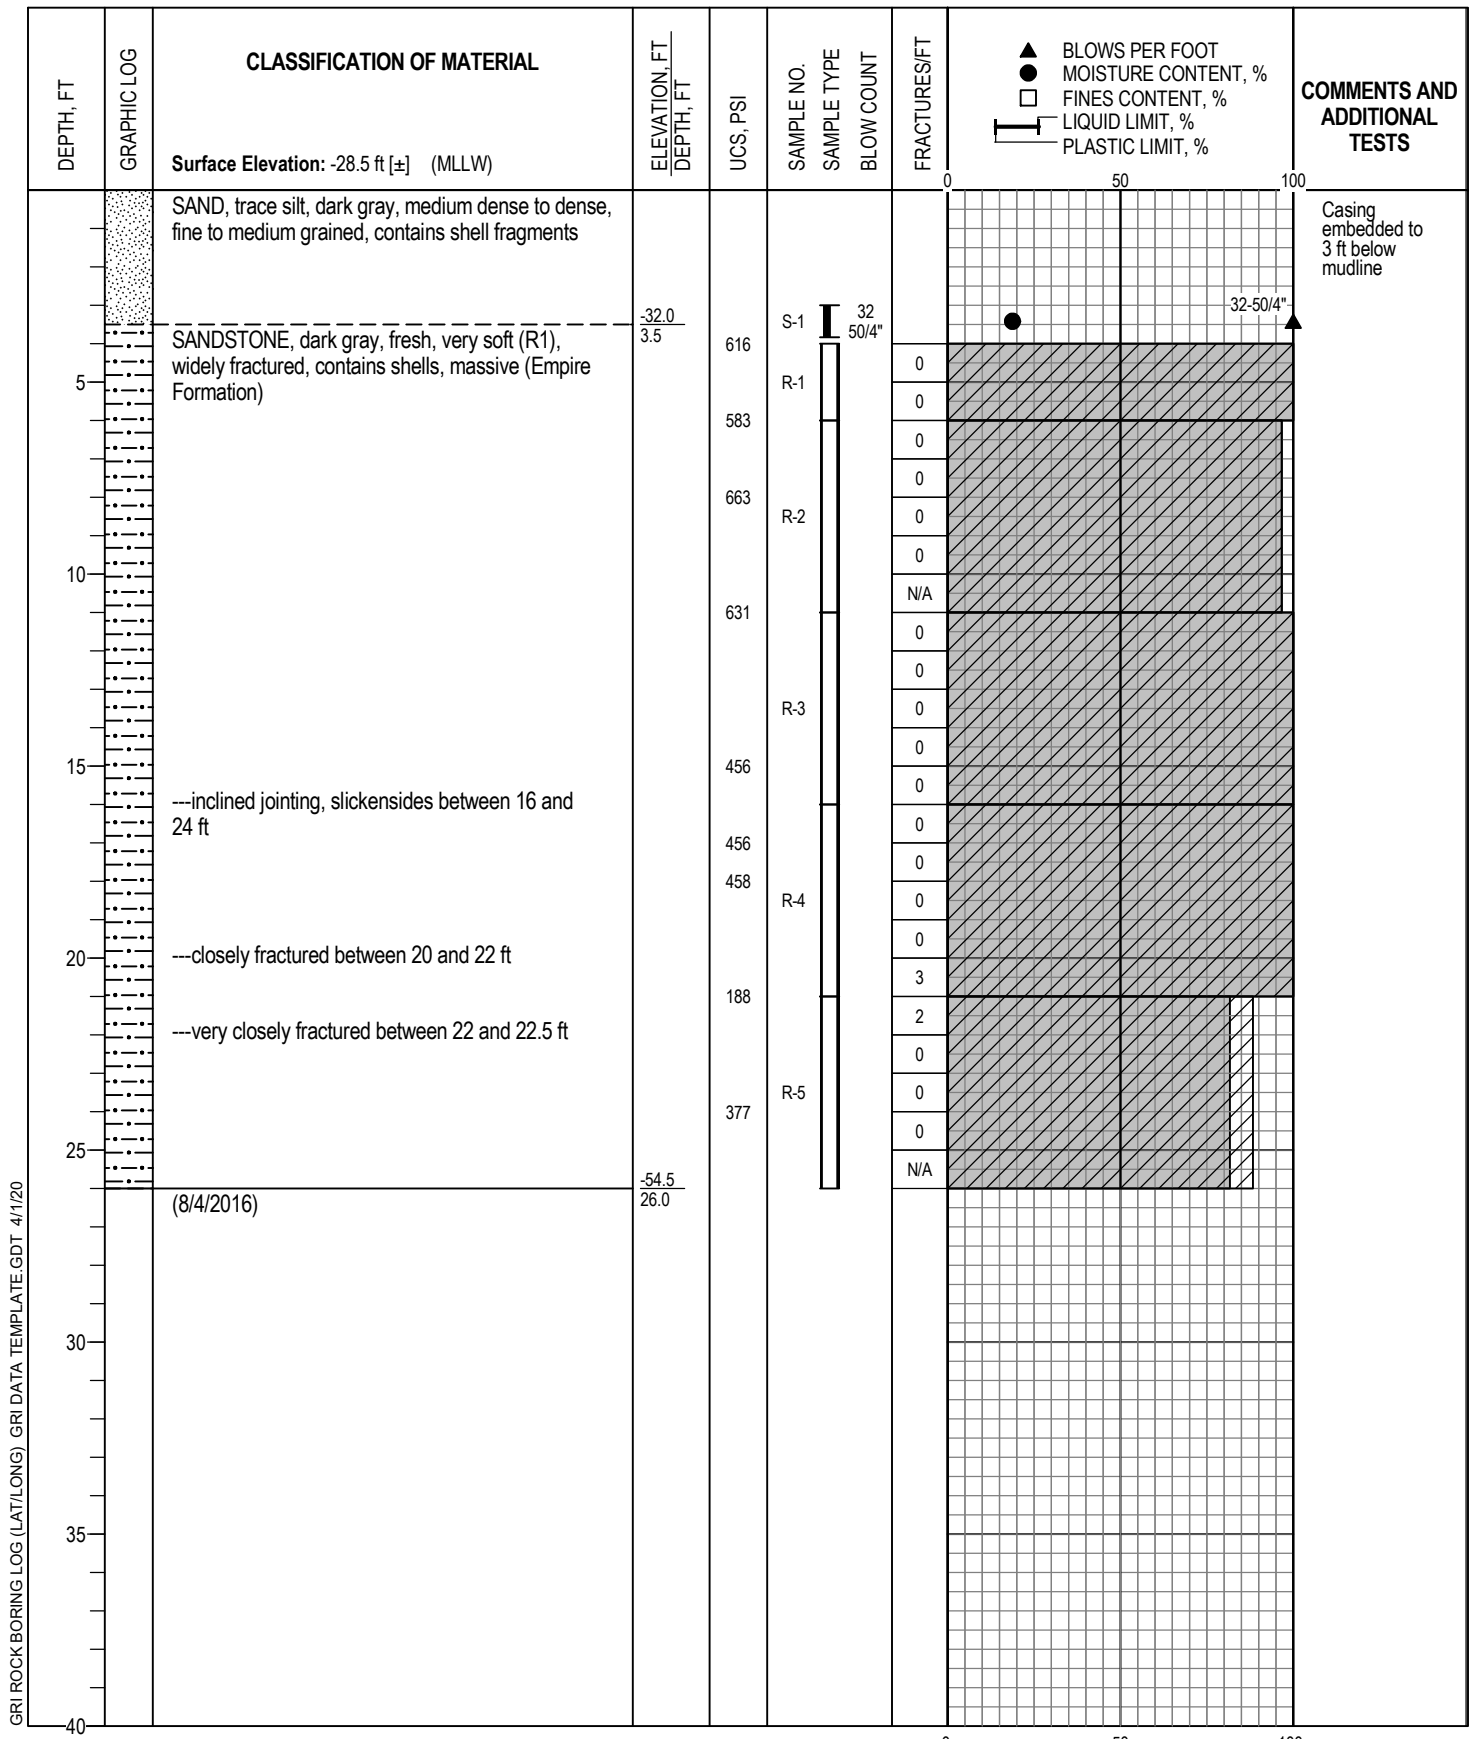 DEPTH, FT
GRAPHIC LOG
CLASSIFICATION OF MATERIAL
Surface Elevation: -28.5 ft [±] (MLLW)
ELEVATION, FT
DEPTH, FT
UCS, PSI
SAMPLE NO.
SAMPLE TYPE
BLOW COUNT
FRACTURES/FT
▲ BLOWS PER FOOT
● MOISTURE CONTENT, %
□ FINES CONTENT, %
LIQUID LIMIT, %
PLASTIC LIMIT, %
0 50 100
COMMENTS AND
ADDITIONAL
TESTS
SAND, trace silt, dark gray, medium dense to dense,
fine to medium grained, contains shell fragments
Casing
embedded to
3 ft below
mudline
-32.0
3.5
S-1
32
50/4"
32-50/4"
SANDSTONE, dark gray, fresh, very soft (R1),
widely fractured, contains shells, massive (Empire
Formation)
616
0
5
R-1
0
583
0
0
663
R-2
0
0
10
N/A
631
0
0
R-3
0
0
15
456
0
---inclined jointing, slickensides between 16 and
24 ft
0
456
0
458
R-4
0
0
---closely fractured between 20 and 22 ft
20
3
188
2
---very closely fractured between 22 and 22.5 ft
0
R-5
0
377
0
25
N/A
-54.5
26.0
(8/4/2016)
30
35
40
GRI ROCK BORING LOG (LAT/LONG) GRI DATA TEMPLATE.GDT 4/1/20